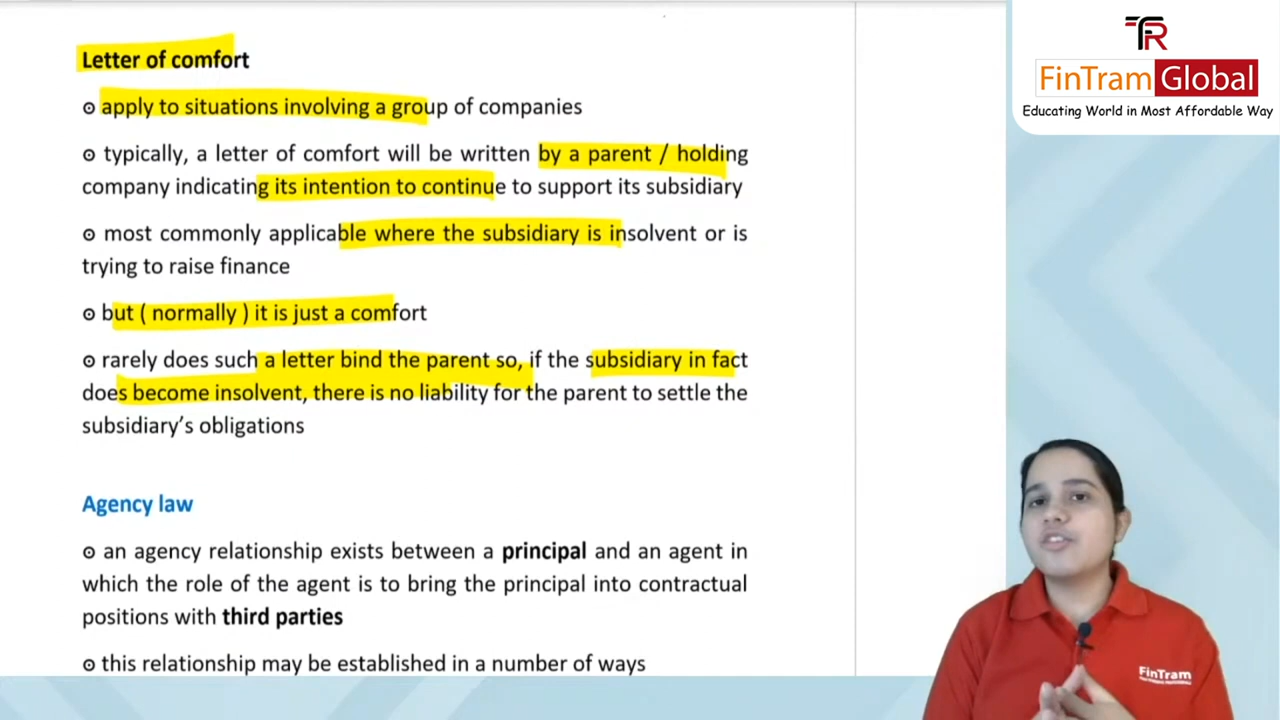 Letter of comfort
⊙ apply to situations involving a group of companies
⊙ typically, a letter of comfort will be written by a parent / holding
company indicating its intention to continue to support its subsidiary
⊙ most commonly applicable where the subsidiary is insolvent or is
trying to raise finance
⊙ but ( normally ) it is just a comfort
⊙ rarely does such a letter bind the parent so, if the subsidiary in fact
does become insolvent, there is no liability for the parent to settle the
subsidiary’s obligations
Agency law
⊙ an agency relationship exists between a principal and an agent in
which the role of the agent is to bring the principal into contractual
positions with third parties
⊙ this relationship may be established in a number of ways
TR
FinTram Global
Educating World in Most Affordable Way
FinTram